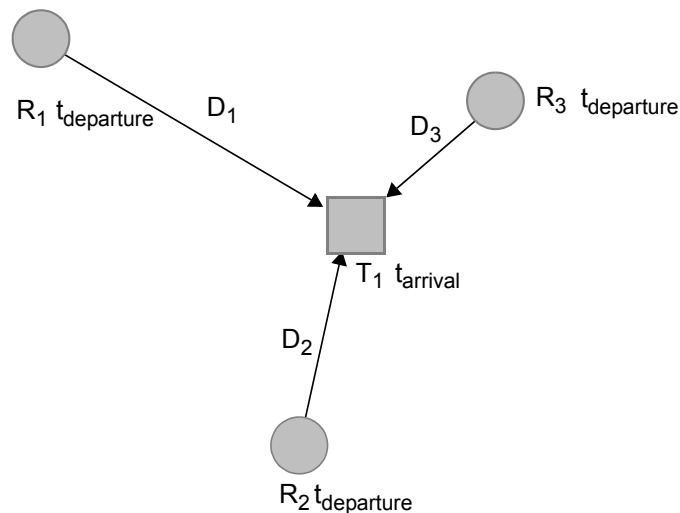 R1 tdeparture
D1
D3
R3 tdeparture
T1 tarrival
D2
R2 tdeparture